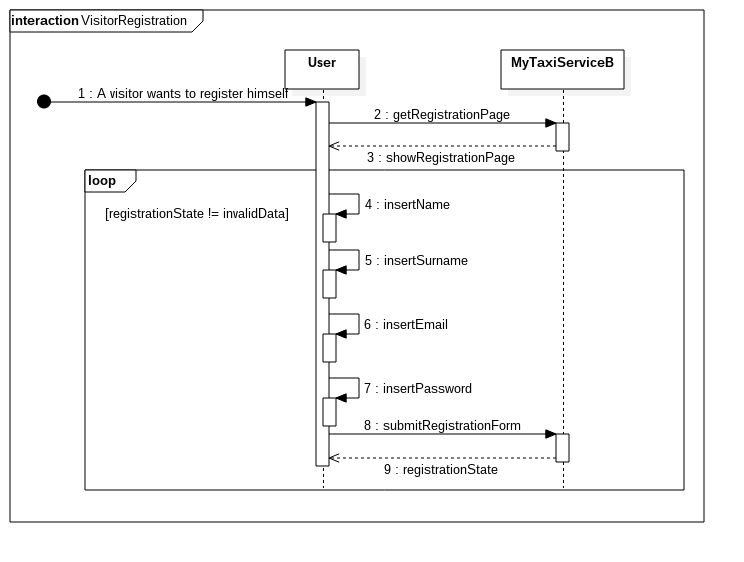 interaction VisitorRegistration
User
MyTaxiServiceB
1 : A visitor wants to register himself
2 : getRegistrationPage
3 : showRegistrationPage
loop
[registrationState != invalidData]
4 : insertName
5 : insertSurname
6 : insertEmail
7 : insertPassword
8 : submitRegistrationForm
9 : registrationState